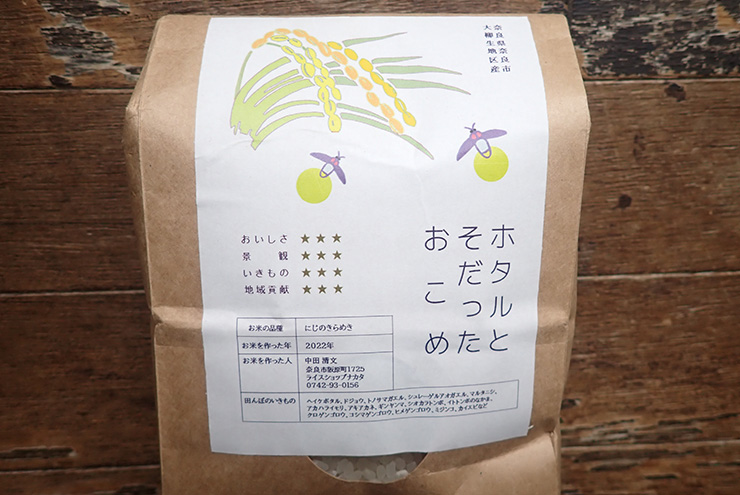 奈良県奈良市
大柳生地区産
ホタルと
そだった
おこめ
おいしさ ★★★
景観 ★★★
いきもの ★★★
地域貢献 ★★★
お米の品種 にじのきらめき
お米を作った年 2022年
お米を作った人 中田 清文
奈良市阪原町1725
ライスショップナカタ
0742-93-0156
田んぼのいきもの ヘイケボタル、ドジョウ、トノサマガエル、シュレーゲルアオガエル、マルタニシ、
アカハライモリ、アキアカネ、ギンヤンマ、シオカラトンボ、イトトンボのなかま、
クロゲンゴロウ、コシマゲンゴロウ、ヒメゲンゴロウ、ミジンコ、カイエビなど